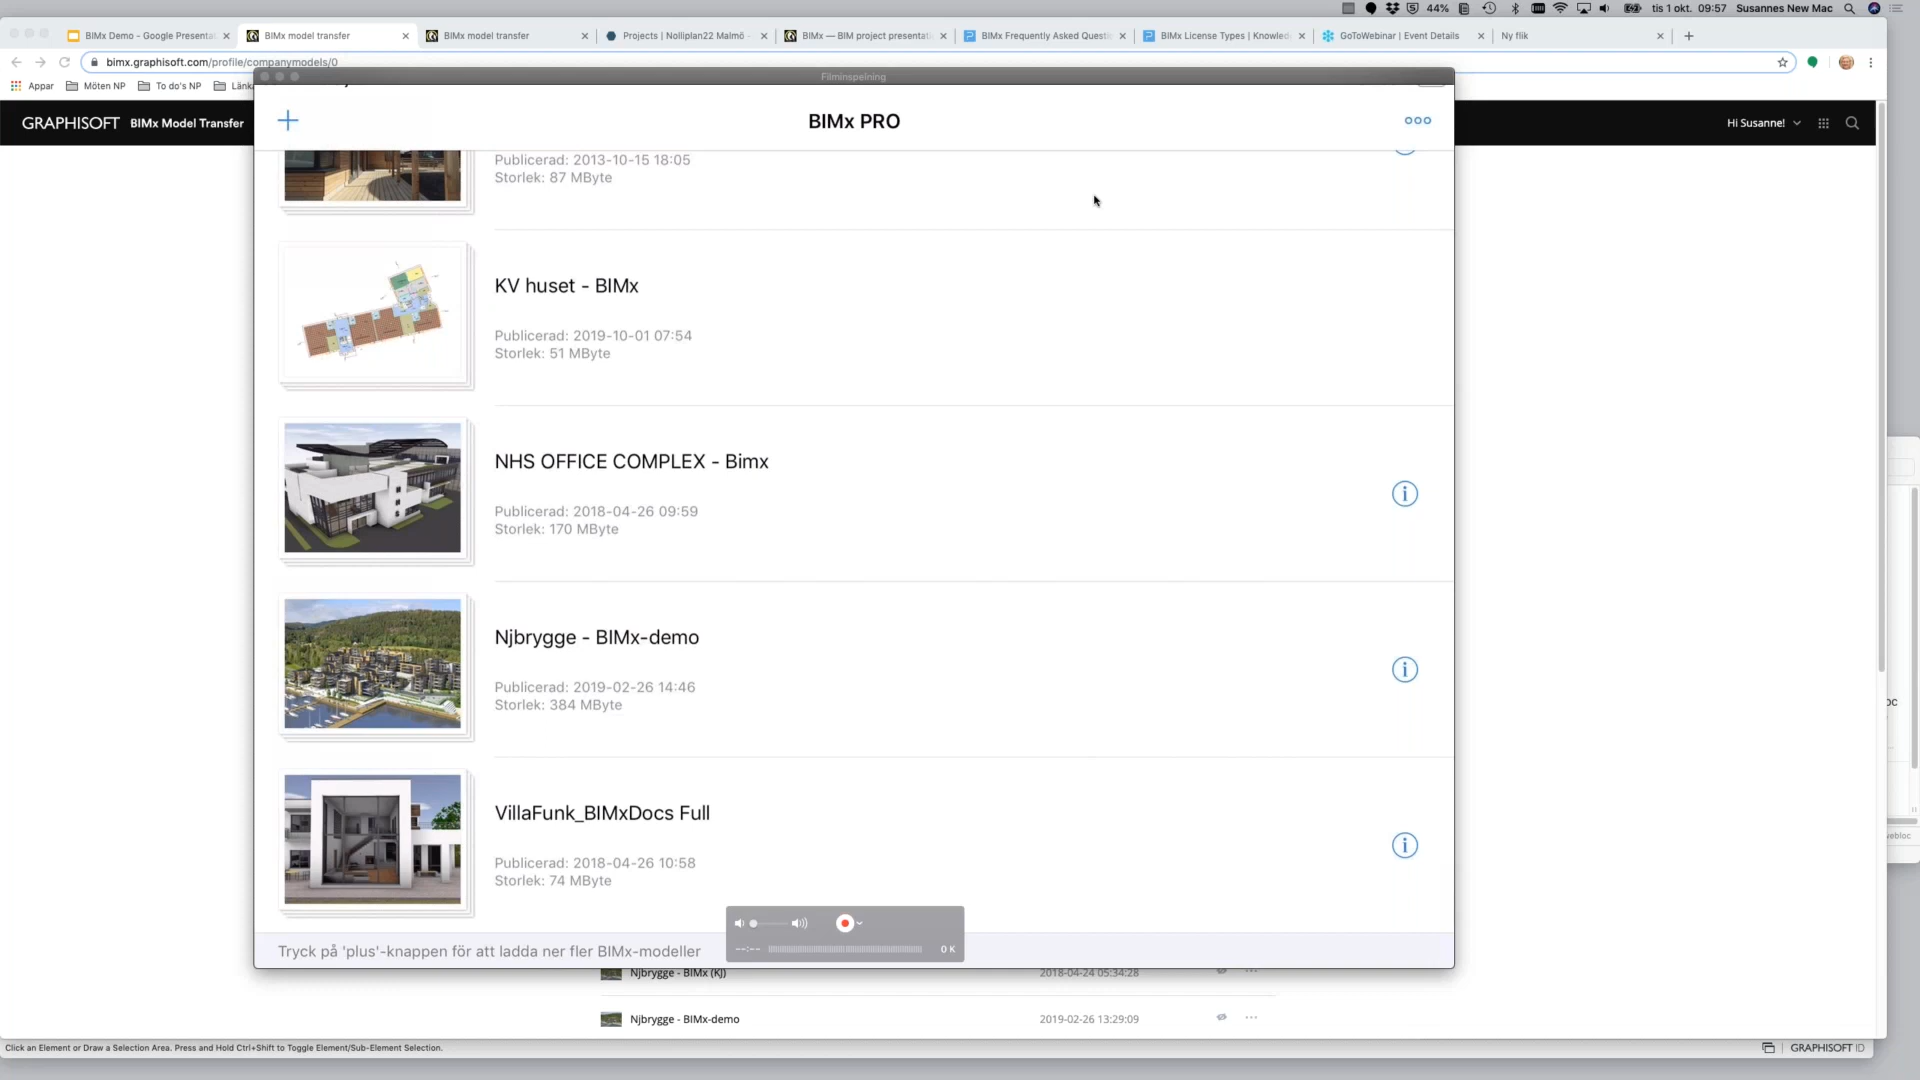 44% tis 1 okt. 09:57 Susannes New Mac
BIMx Demo - Google Presentat
BIMx model transfer
BIMx model transfer
Projects | Nolliplan22 Malmö -
BIMx — BIM project presentati
BIMx Frequently Asked Questi
BIMx License Types | Knowled
GoToWebinar | Event Details
Ny flik
bimx.graphisoft.com/profile/companymodels/0
Appar
Möten NP
To do's NP
Länk
Filminspelning
GRAPHISOFT BIMx Model Transfer
Hi Susanne!
BIMx PRO
Publicerad: 2013-10-15 18:05
Storlek: 87 MByte
KV huset - BIMx
Publicerad: 2019-10-01 07:54
Storlek: 51 MByte
NHS OFFICE COMPLEX - Bimx
Publicerad: 2018-04-26 09:59
Storlek: 170 MByte
Njbrygge - BIMx-demo
Publicerad: 2019-02-26 14:46
Storlek: 384 MByte
VillaFunk_BIMxDocs Full
Publicerad: 2018-04-26 10:58
Storlek: 74 MByte
--:-- 0 K
Tryck på 'plus'-knappen för att ladda ner fler BIMx-modeller
Njbrygge - BIMx (KJ) 2018-04-24 05:34:28
Njbrygge - BIMx-demo 2019-02-26 13:29:09
Click an Element or Draw a Selection Area. Press and Hold Ctrl+Shift to Toggle Element/Sub-Element Selection.
GRAPHISOFT ID